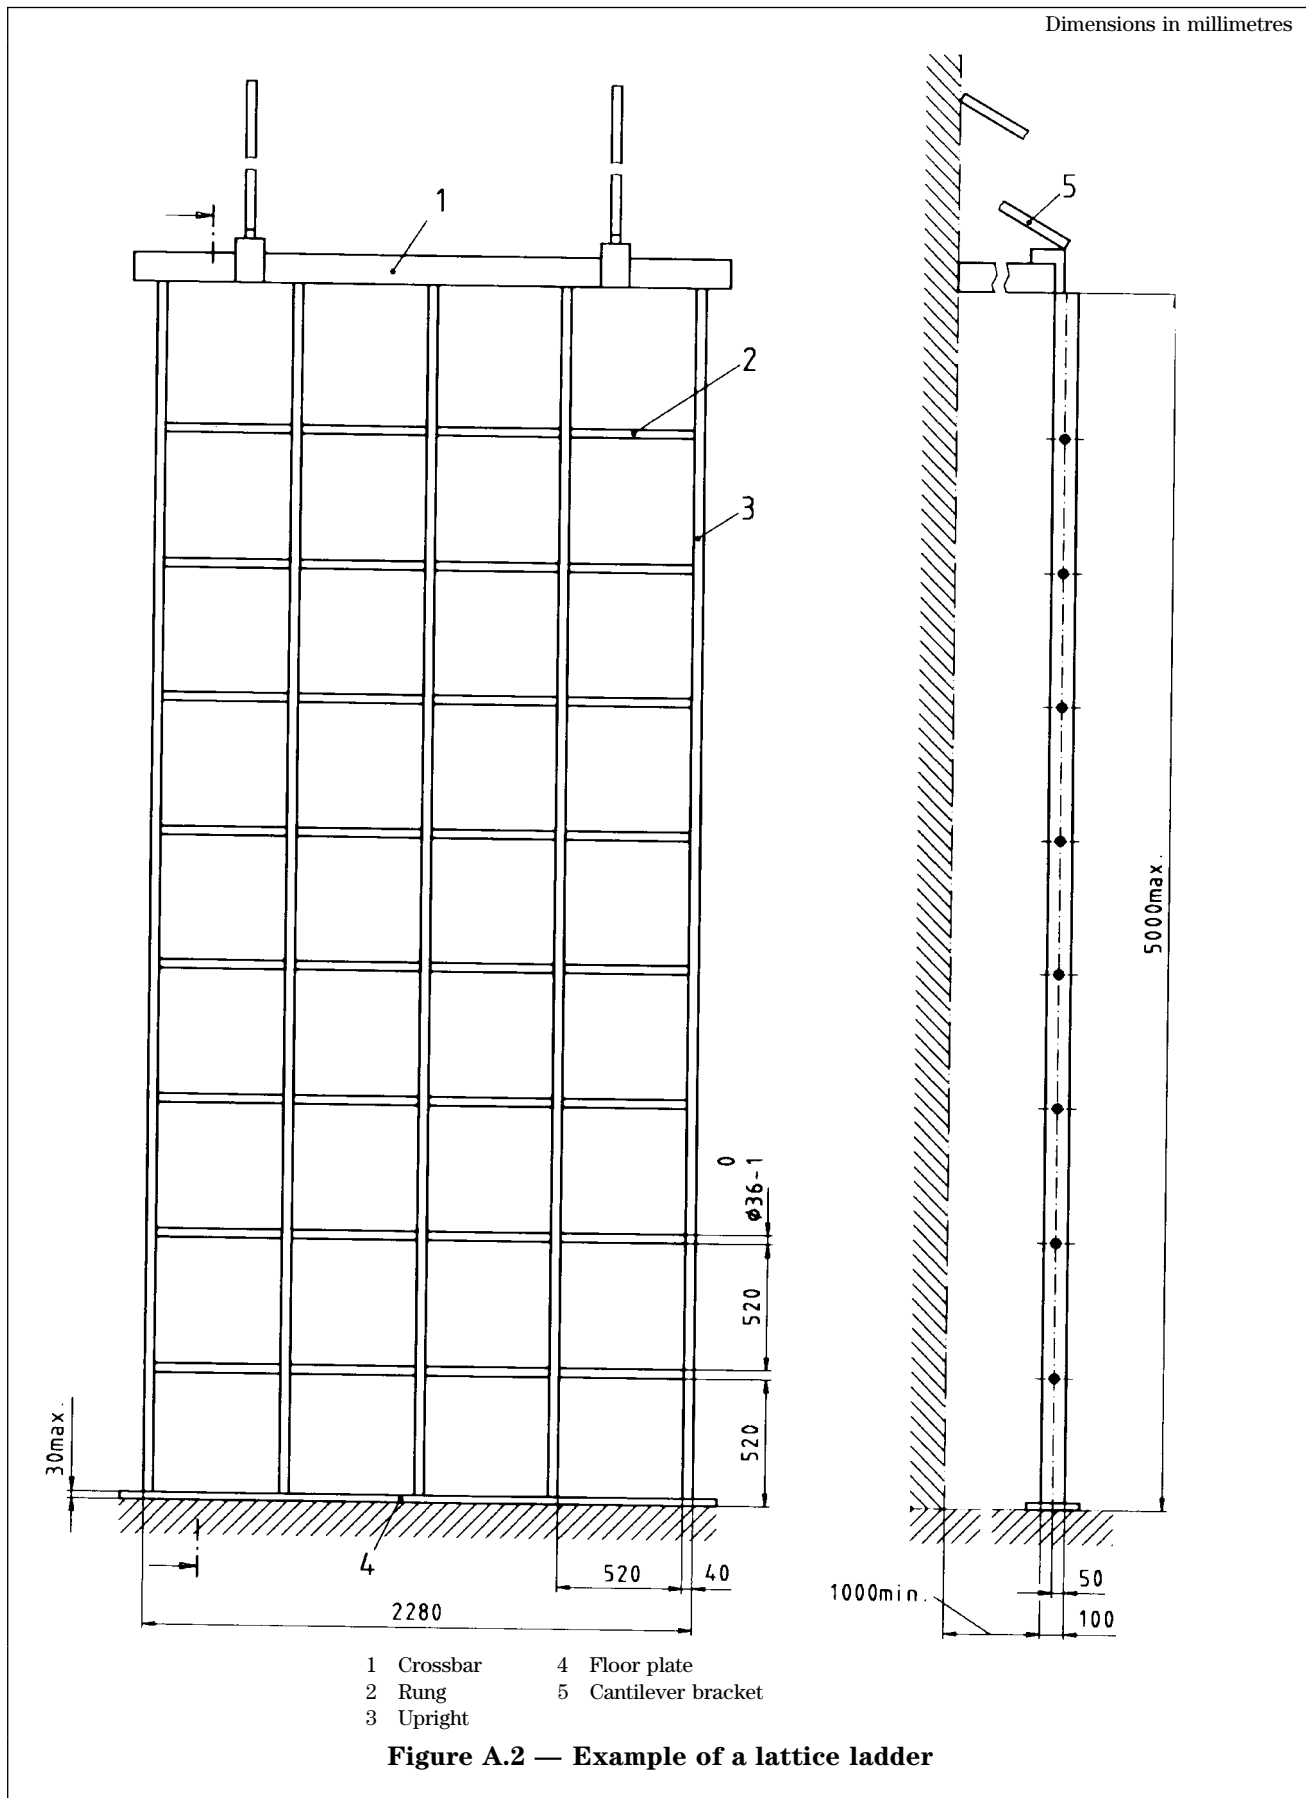 Dimensions in millimetres
1
5
2
3
5000max.
0
ø36-1
520
520
30max.
4
520
40
2280
1000min.
50
100
1 Crossbar
2 Rung
3 Upright
4 Floor plate
5 Cantilever bracket
Figure A.2 — Example of a lattice ladder